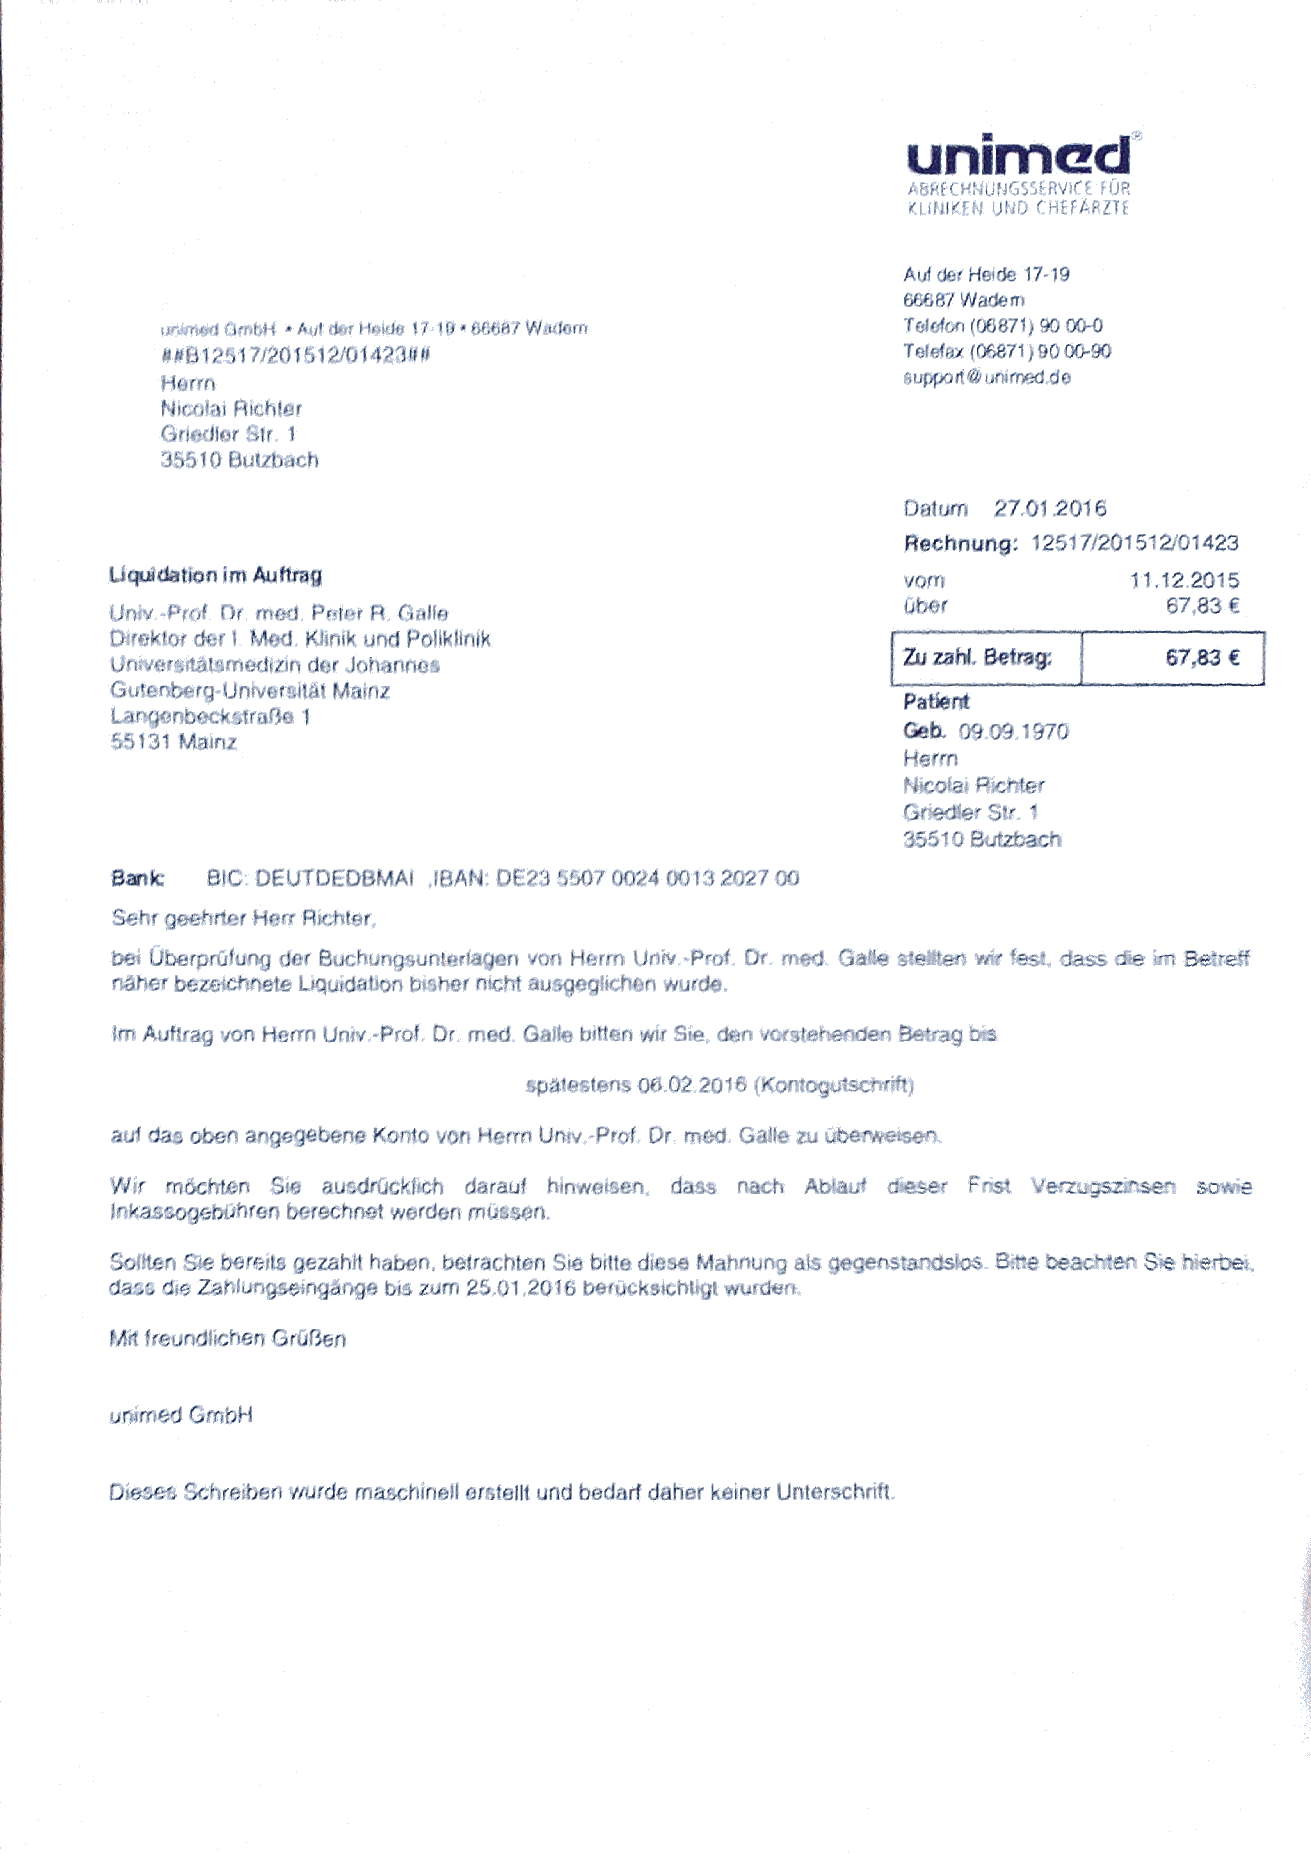 unimed®
ABRECHNUNGSSERVICE FÜR
KLINIKEN UND CHEFÄRZTE
Auf der Heide 17-19
66687 Wadern
Telefon (06871) 90 00-0
Telefax (06871) 90 00-90
support@unimed.de
unimed GmbH • Auf der Heide 17-19 • 66687 Wadern
##B12517/201512/01423##
Herrn
Nicolai Richter
Griedler Str. 1
35510 Butzbach
Datum 27.01.2016
Rechnung: 12517/201512/01423
vom 11.12.2015
über 67,83 €
Zu zahl. Betrag: 67,83 €
Patient
Geb. 09.09.1970
Herrn
Nicolai Richter
Griedler Str. 1
35510 Butzbach
Liquidation im Auftrag
Univ.-Prof. Dr. med. Peter R. Galle
Direktor der I. Med. Klinik und Poliklinik
Universitätsmedizin der Johannes
Gutenberg-Universität Mainz
Langenbeckstraße 1
55131 Mainz
Bank: BIC: DEUTDEDBMAI ,IBAN: DE23 5507 0024 0013 2027 00
Sehr geehrter Herr Richter,
bei Überprüfung der Buchungsunterlagen von Herrn Univ.-Prof. Dr. med. Galle stellten wir fest, dass die im Betreff
näher bezeichnete Liquidation bisher nicht ausgeglichen wurde.
Im Auftrag von Herrn Univ.-Prof. Dr. med. Galle bitten wir Sie, den vorstehenden Betrag bis
spätestens 06.02.2016 (Kontogutschrift)
auf das oben angegebene Konto von Herrn Univ.-Prof. Dr. med. Galle zu überweisen.
Wir möchten Sie ausdrücklich darauf hinweisen, dass nach Ablauf dieser Frist Verzugszinsen sowie
Inkassogebühren berechnet werden müssen.
Sollten Sie bereits gezahlt haben, betrachten Sie bitte diese Mahnung als gegenstandslos. Bitte beachten Sie hierbei,
dass die Zahlungseingänge bis zum 25.01.2016 berücksichtigt wurden.
Mit freundlichen Grüßen
unimed GmbH
Dieses Schreiben wurde maschinell erstellt und bedarf daher keiner Unterschrift.